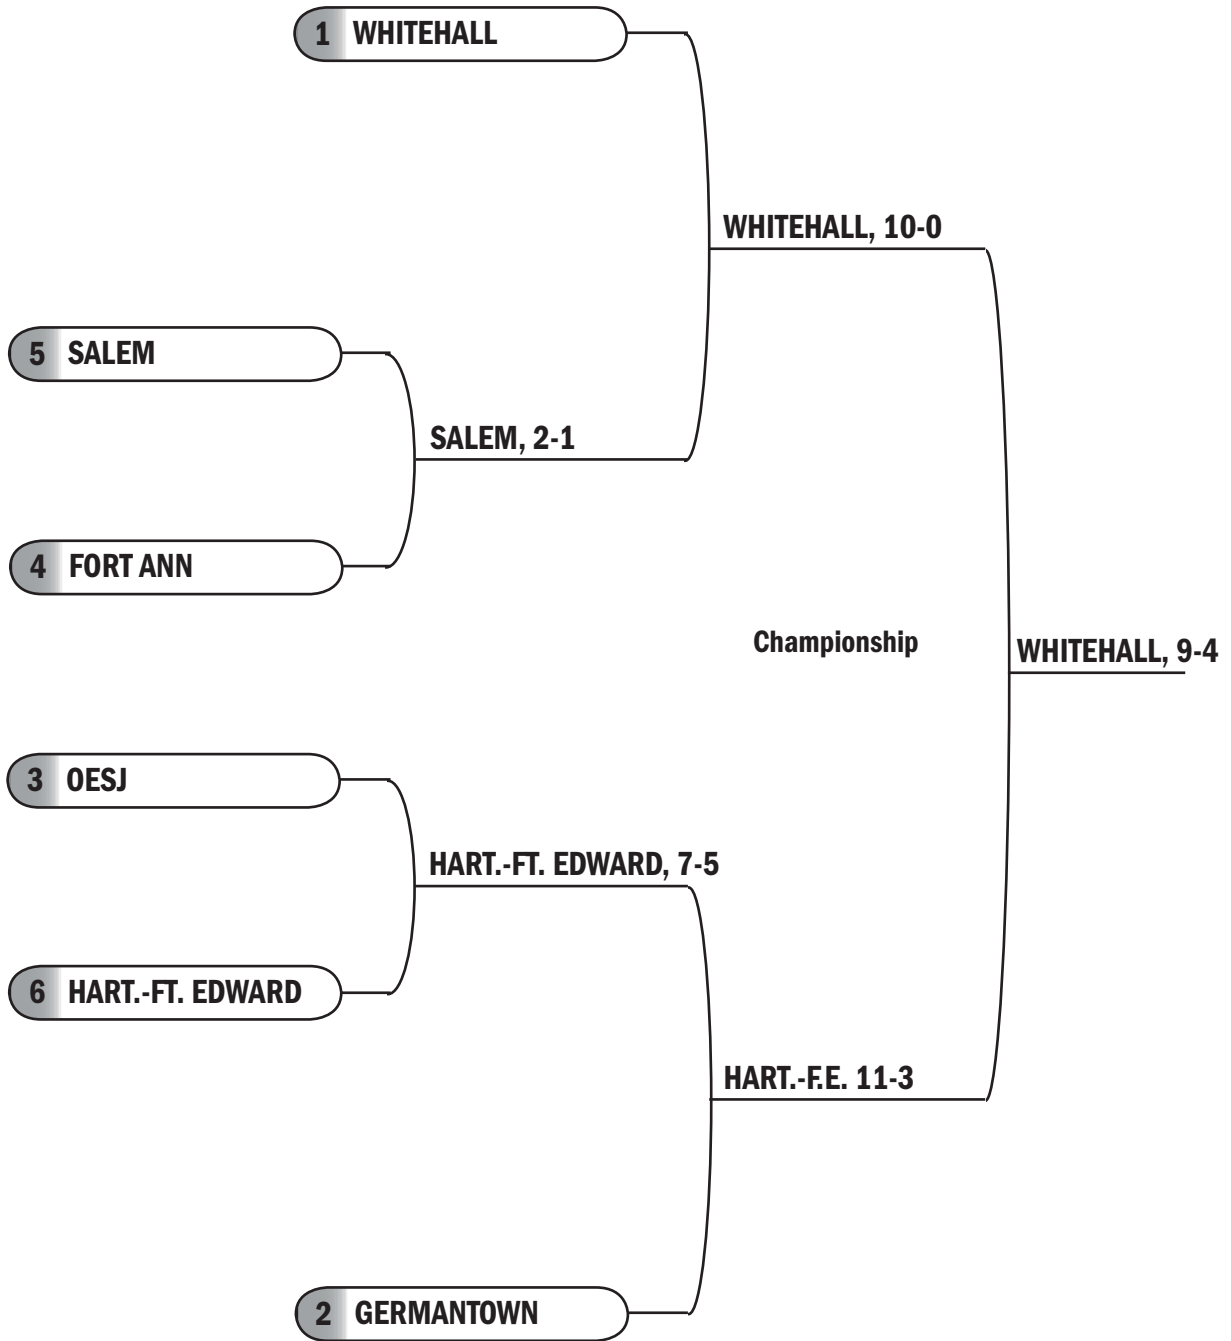 1 WHITEHALL
WHITEHALL, 10-0
5 SALEM
SALEM, 2-1
4 FORT ANN
Championship
WHITEHALL, 9-4
3 OESJ
HART.-FT. EDWARD, 7-5
6 HART.-FT. EDWARD
HART.-F.E. 11-3
2 GERMANTOWN